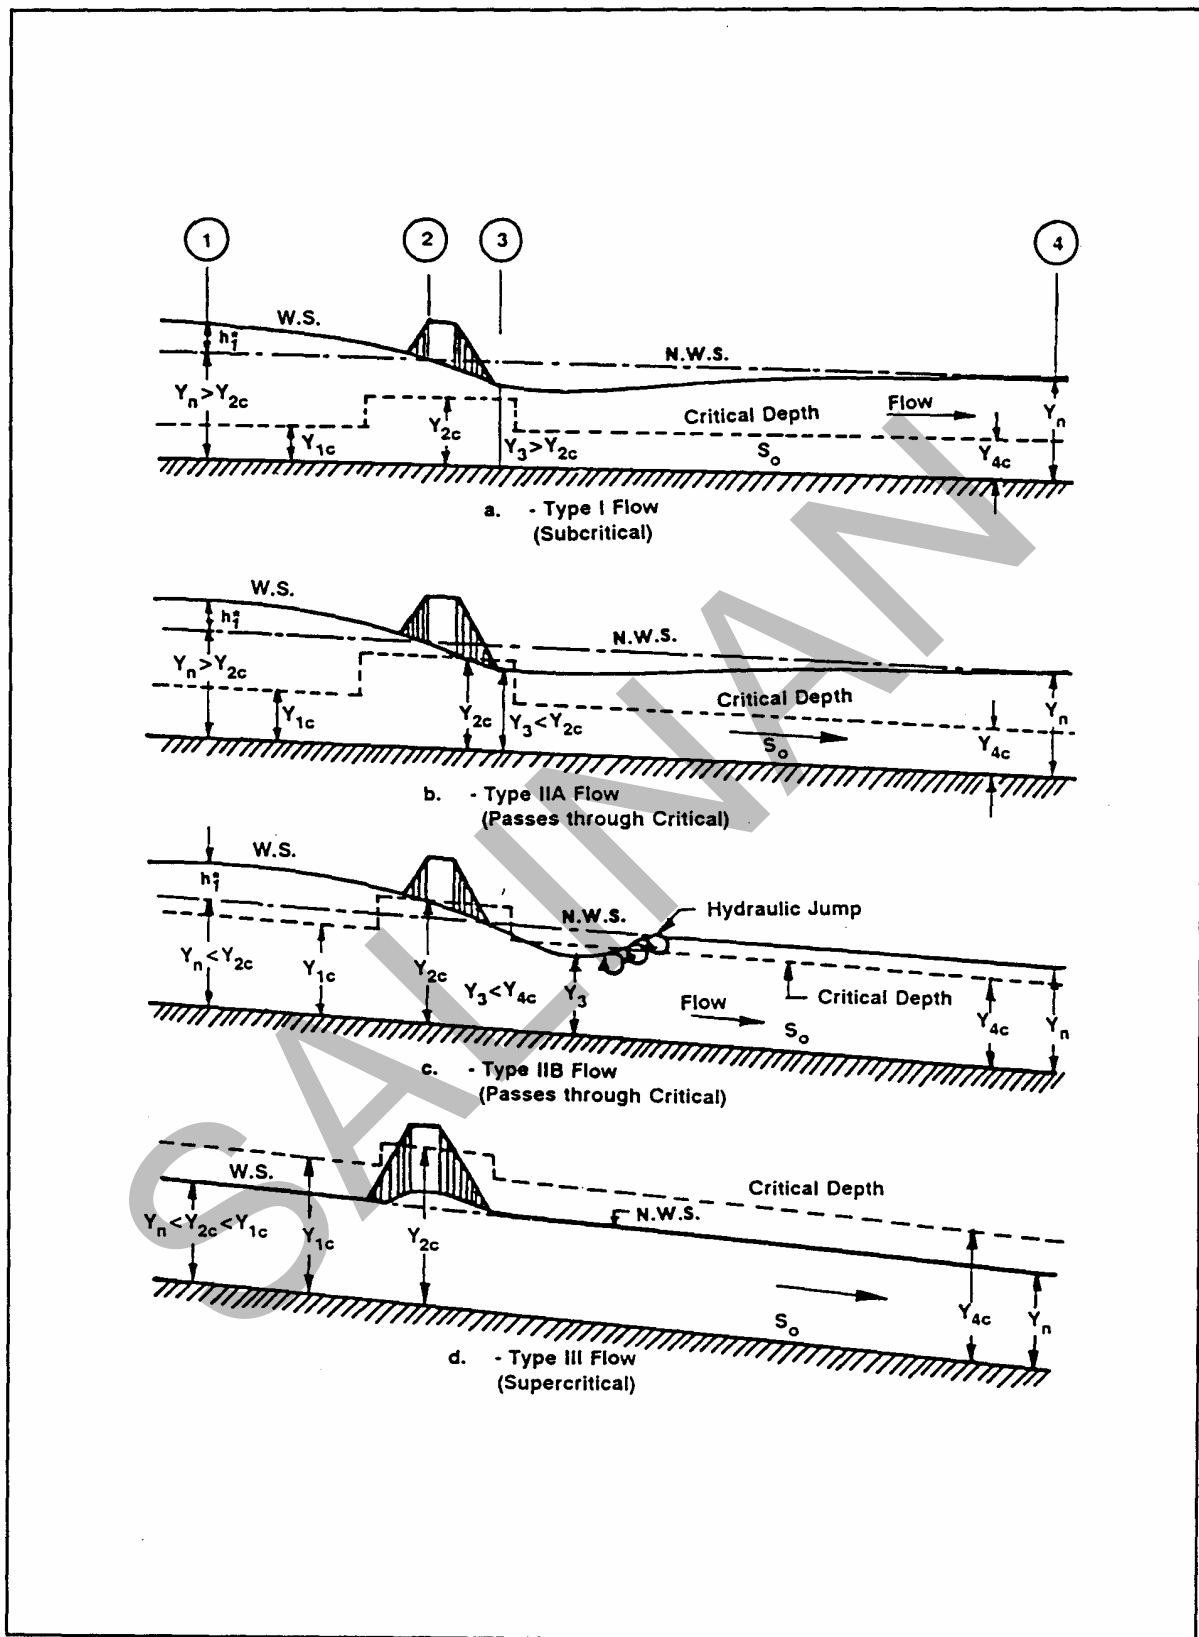 1 2 3 4
W.S.
h₁*
N.W.S.
Yₙ>Y₂c
Critical Depth Flow
Y₁c Y₂c Y₃>Y₂c Sₒ Y₄c Yₙ
a. - Type I Flow
(Subcritical)
W.S.
h₁*
N.W.S.
Yₙ>Y₂c
Critical Depth
Y₁c Y₂c Y₃<Y₂c Sₒ Y₄c Yₙ
b. - Type IIA Flow
(Passes through Critical)
W.S.
h₁*
N.W.S. Hydraulic Jump
Yₙ<Y₂c Y₁c Y₂c Y₃<Y₄c Y₃
Flow Critical Depth
Sₒ Y₄c Yₙ
c. - Type IIB Flow
(Passes through Critical)
W.S.
Critical Depth
N.W.S.
Yₙ<Y₂c<Y₁c Y₁c Y₂c
Sₒ Y₄c Yₙ
d. - Type III Flow
(Supercritical)
SALINAN